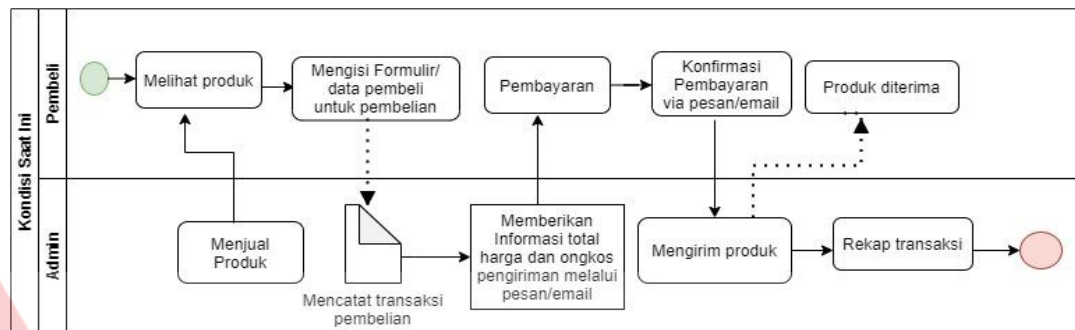 Kondisi Saat Ini
Pembeli
Melihat produk
Mengisi Formulir/
data pembeli
untuk pembelian
Pembayaran
Konfirmasi
Pembayaran
via pesan/email
Produk diterima
Admin
Menjual
Produk
Mencatat transaksi
pembelian
Memberikan
Informasi total
harga dan ongkos
pengiriman melalui
pesan/email
Mengirim produk
Rekap transaksi